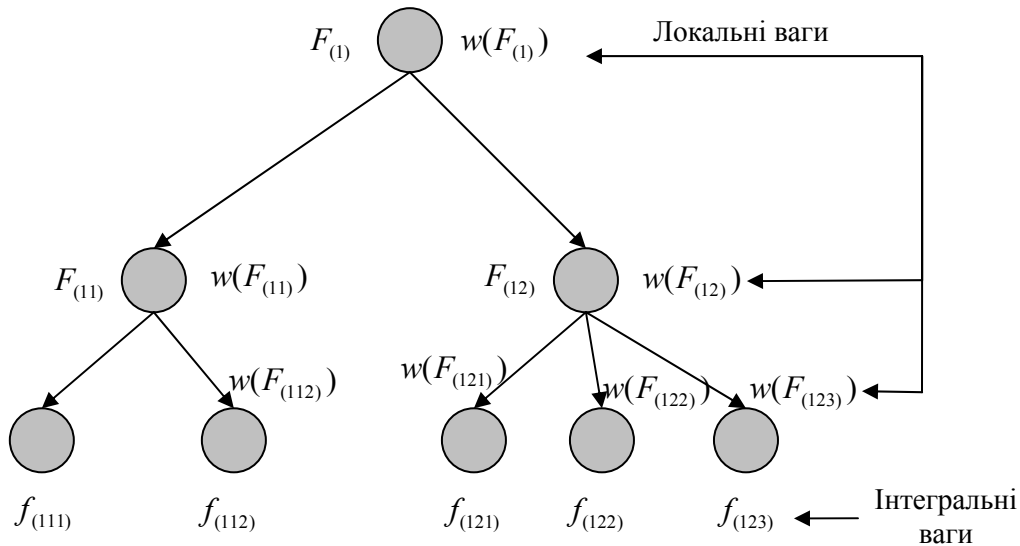 F(1) w(F(1)) Локальні ваги
F(11) w(F(11)) F(12) w(F(12))
w(F(112)) w(F(121)) w(F(122)) w(F(123))
f(111) f(112) f(121) f(122) f(123) Інтегральні
ваги